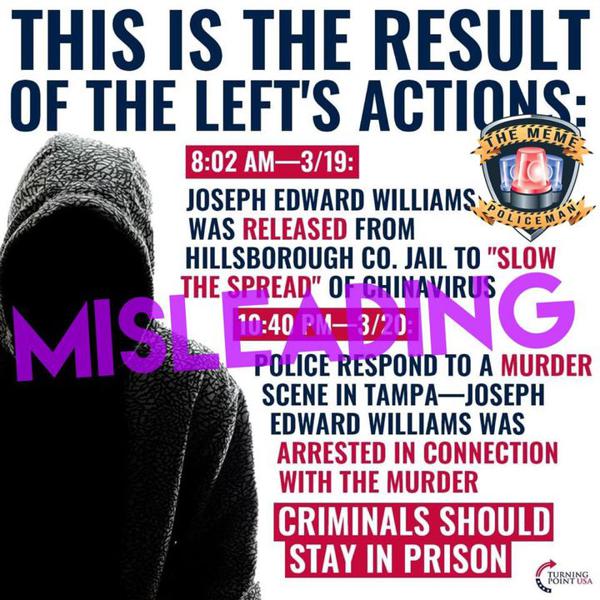 THIS IS THE RESULT
OF THE LEFT'S ACTIONS:
THE MEME
POLICEMAN
8:02 AM—3/19:
JOSEPH EDWARD WILLIAMS
WAS RELEASED FROM
HILLSBOROUGH CO. JAIL TO "SLOW
THE SPREAD" OF CHINAVIRUS
MISLEADING
10:40 PM—3/20:
POLICE RESPOND TO A MURDER
SCENE IN TAMPA—JOSEPH
EDWARD WILLIAMS WAS
ARRESTED IN CONNECTION
WITH THE MURDER
CRIMINALS SHOULD
STAY IN PRISON
TURNING
POINT USA